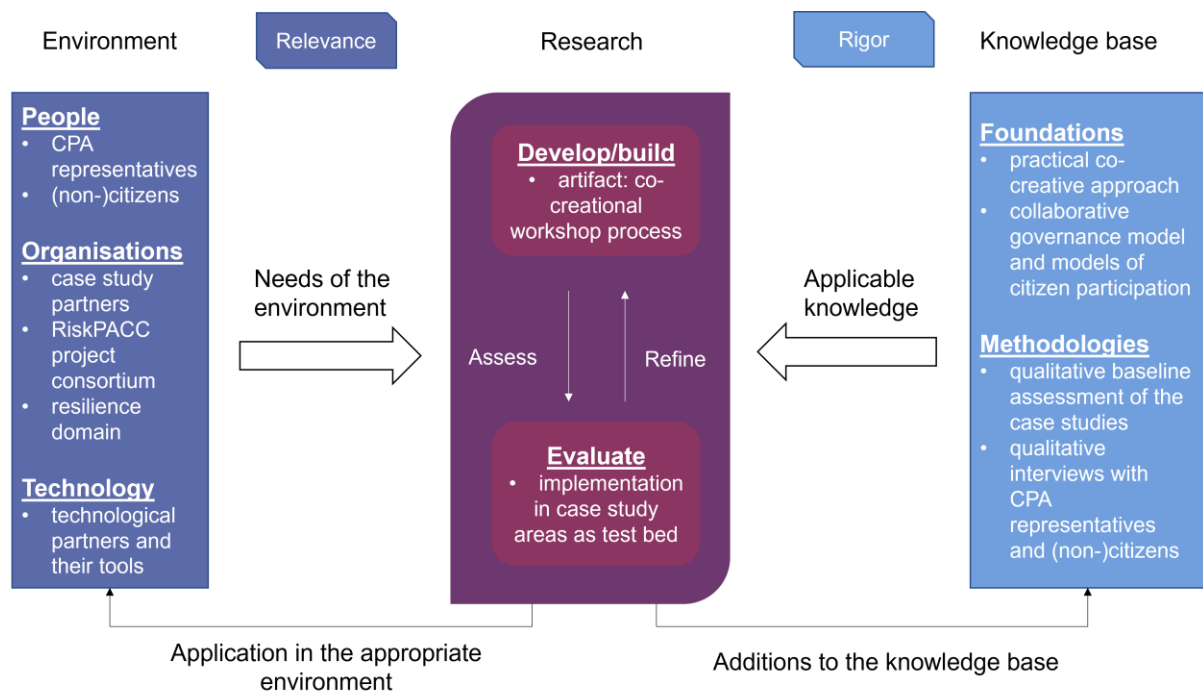 Environment
Relevance
Research
Rigor
Knowledge base
People
• CPA
representatives
• (non-)citizens
Organisations
• case study
partners
• RiskPACC
project
consortium
• resilience
domain
Technology
• technological
partners and
their tools
Needs of the
environment
Develop/build
• artifact: co-
creational
workshop process
Assess
Refine
Evaluate
• implementation
in case study
areas as test bed
Applicable
knowledge
Foundations
• practical co-
creative approach
• collaborative
governance model
and models of
citizen participation
Methodologies
• qualitative baseline
assessment of the
case studies
• qualitative
interviews with
CPA
representatives
and (non-)citizens
Application in the appropriate
environment
Additions to the knowledge base